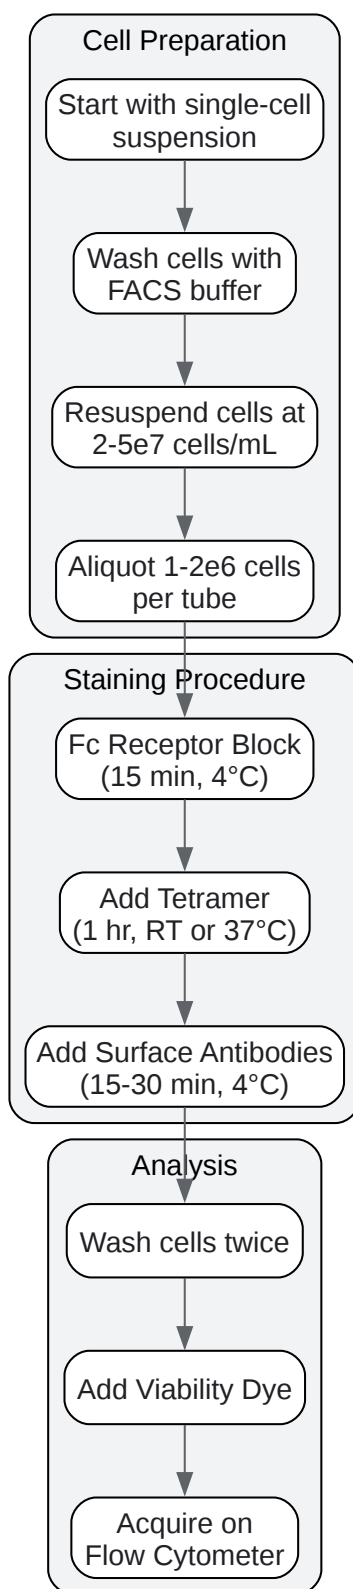 Cell Preparation
Start with single-cell
suspension
Wash cells with
FACS buffer
Resuspend cells at
2-5e7 cells/mL
Aliquot 1-2e6 cells
per tube
Staining Procedure
Fc Receptor Block
(15 min, 4°C)
Add Tetramer
(1 hr, RT or 37°C)
Add Surface Antibodies
(15-30 min, 4°C)
Analysis
Wash cells twice
Add Viability Dye
Acquire on
Flow Cytometer